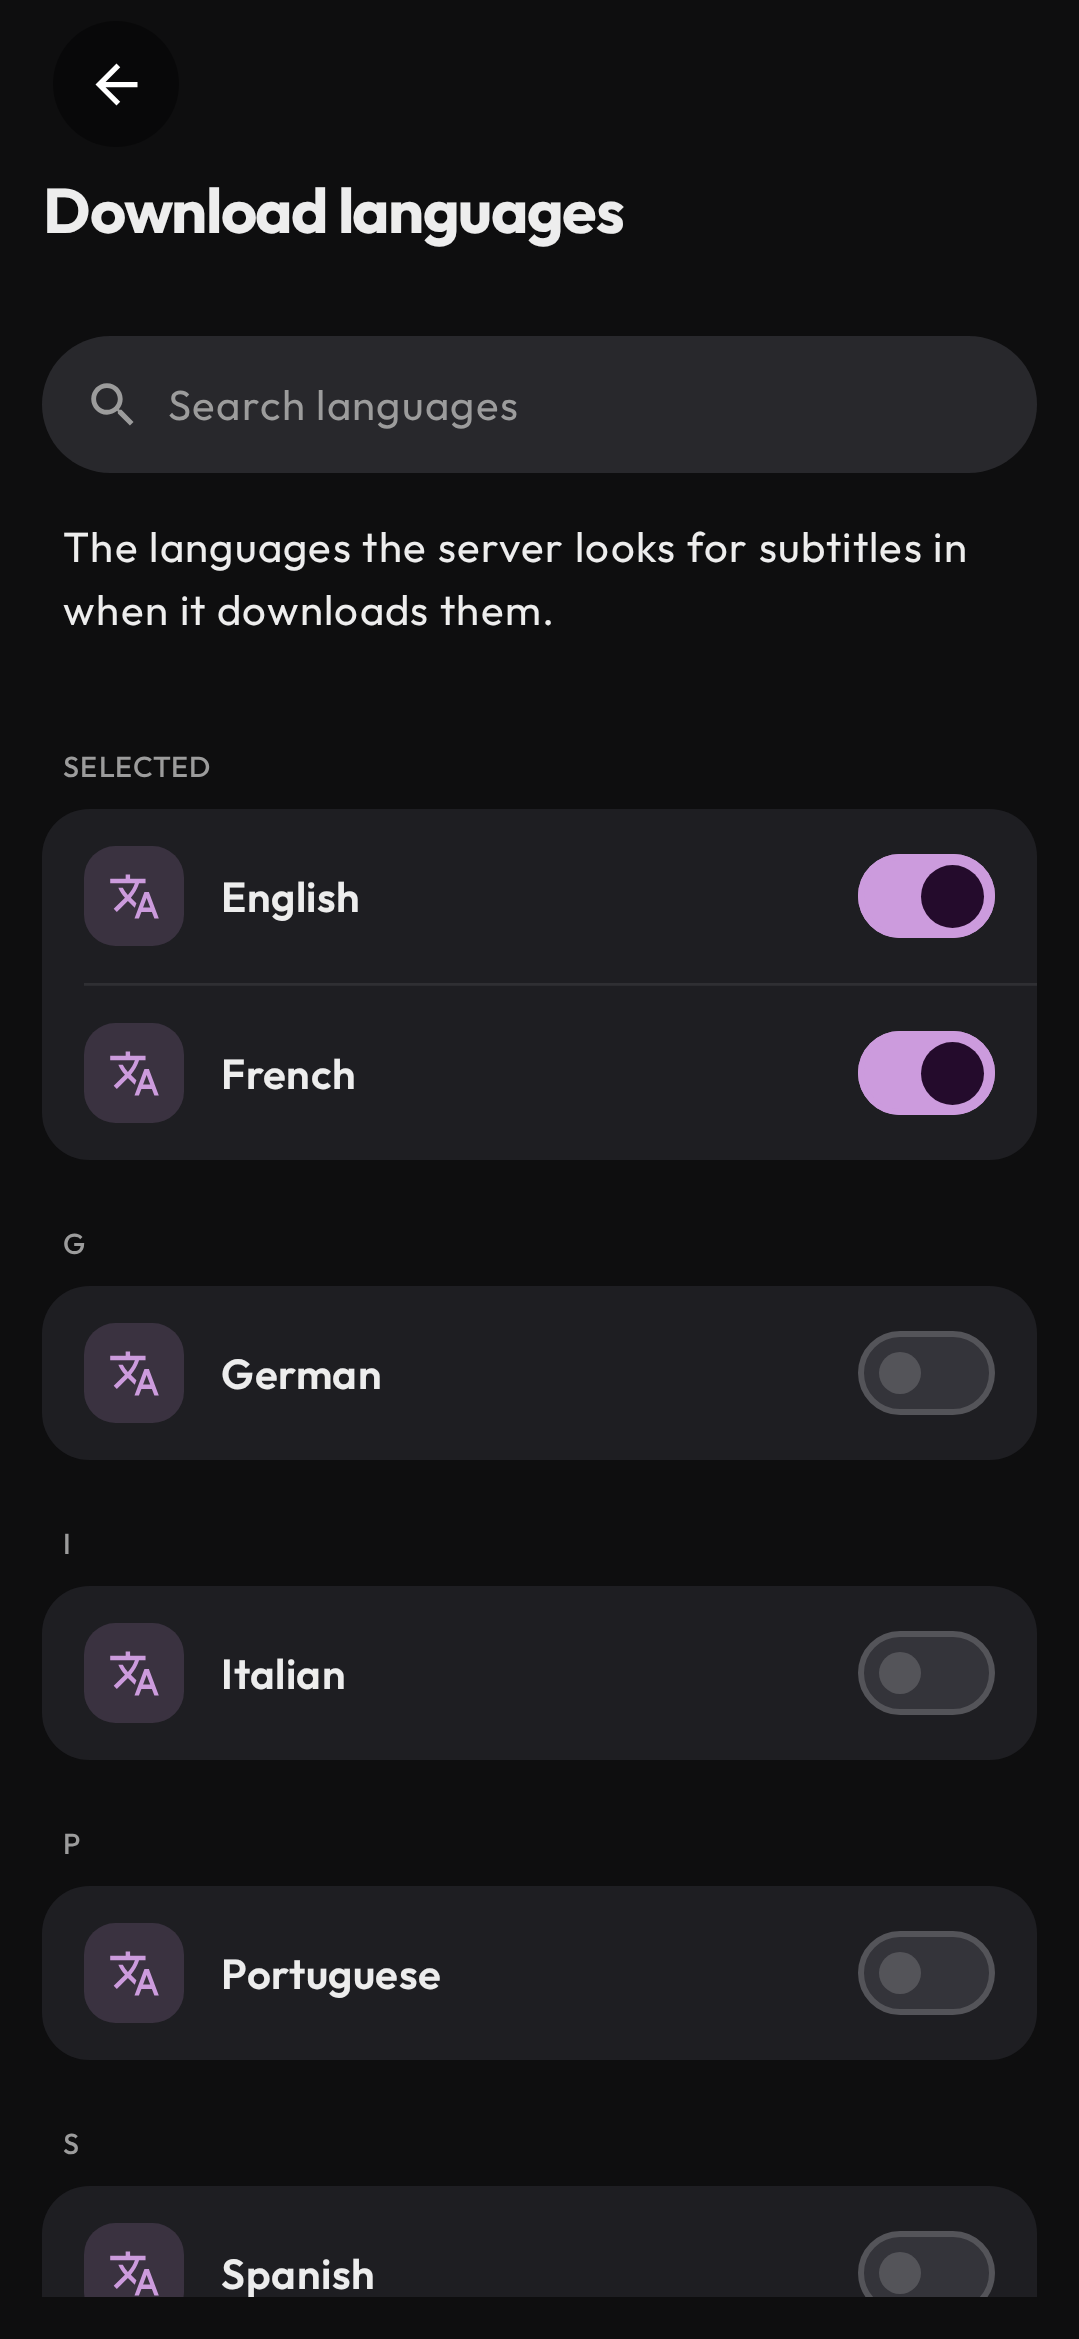 Download languages
Search languages
The languages the server looks for subtitles in
when it downloads them.
SELECTED
English
French
G
German
I
Italian
P
Portuguese
S
Spanish